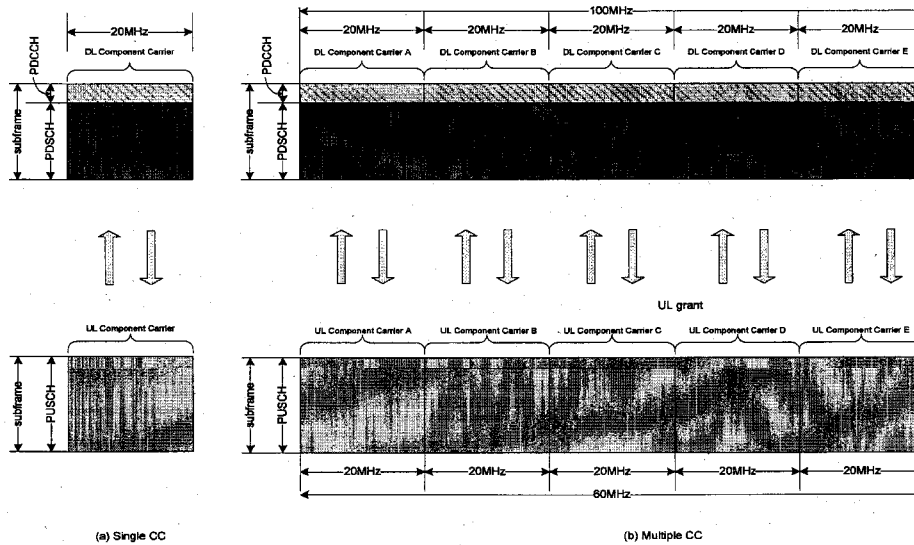 100MHz
20MHz
20MHz 20MHz 20MHz 20MHz 20MHz
DL Component Carrier
DL Component Carrier A DL Component Carrier B DL Component Carrier C DL Component Carrier D DL Component Carrier E
PDCCH
subframe
PDSCH
PDCCH
subframe
PDSCH
UL grant
UL Component Carrier
UL Component Carrier A UL Component Carrier B UL Component Carrier C UL Component Carrier D UL Component Carrier E
subframe
PUSCH
subframe
PUSCH
20MHz 20MHz 20MHz 20MHz 20MHz
60MHz
(a) Single CC
(b) Multiple CC